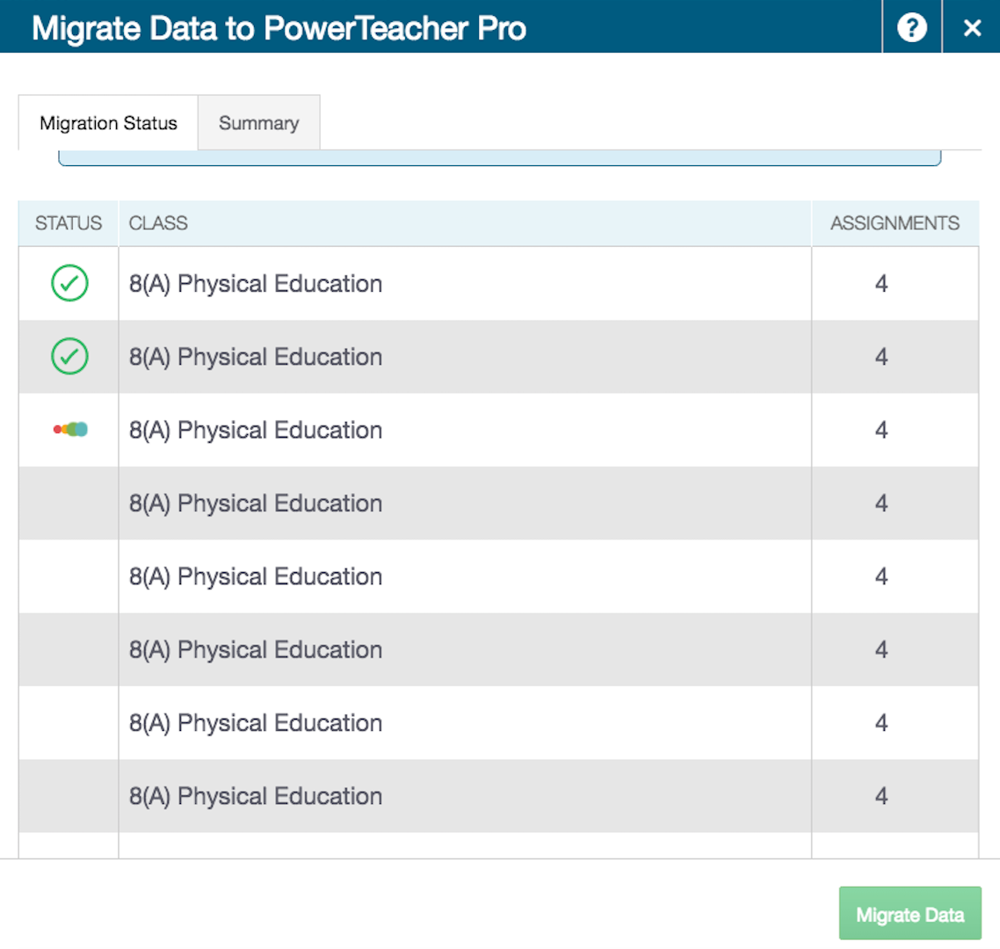 Migrate Data to PowerTeacher Pro ? ×
Migration Status Summary
STATUS CLASS ASSIGNMENTS
8(A) Physical Education 4
8(A) Physical Education 4
8(A) Physical Education 4
8(A) Physical Education 4
8(A) Physical Education 4
8(A) Physical Education 4
8(A) Physical Education 4
8(A) Physical Education 4
Migrate Data